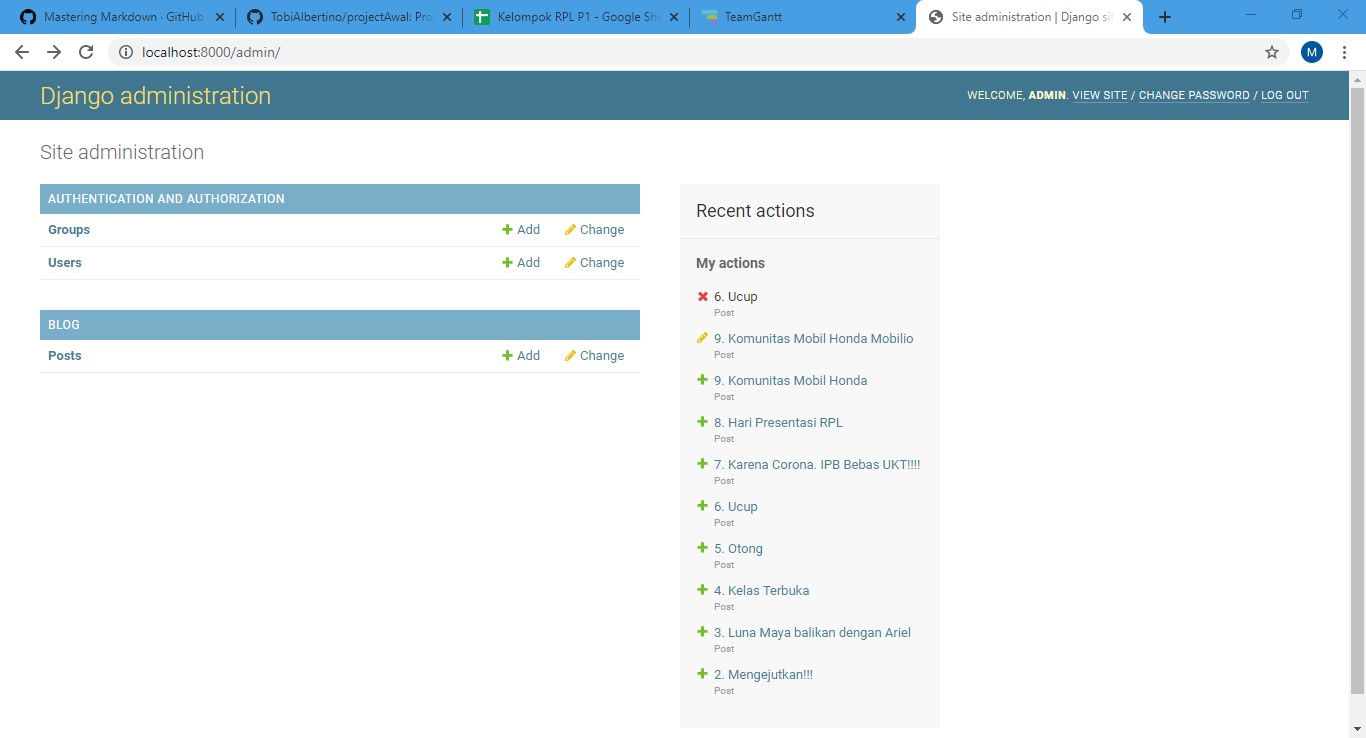 Mastering Markdown · GitHub
TobiAlbertino/projectAwal: Pro
Kelompok RPL P1 - Google She
TeamGantt
Site administration | Django sit
localhost:8000/admin/
M
Django administration
WELCOME, ADMIN. VIEW SITE / CHANGE PASSWORD / LOG OUT
Site administration
AUTHENTICATION AND AUTHORIZATION
Groups Add Change
Users Add Change
BLOG
Posts Add Change
Recent actions
My actions
6. Ucup
Post
9. Komunitas Mobil Honda Mobilio
Post
9. Komunitas Mobil Honda
Post
8. Hari Presentasi RPL
Post
7. Karena Corona. IPB Bebas UKT!!!!
Post
6. Ucup
Post
5. Otong
Post
4. Kelas Terbuka
Post
3. Luna Maya balikan dengan Ariel
Post
2. Mengejutkan!!!
Post